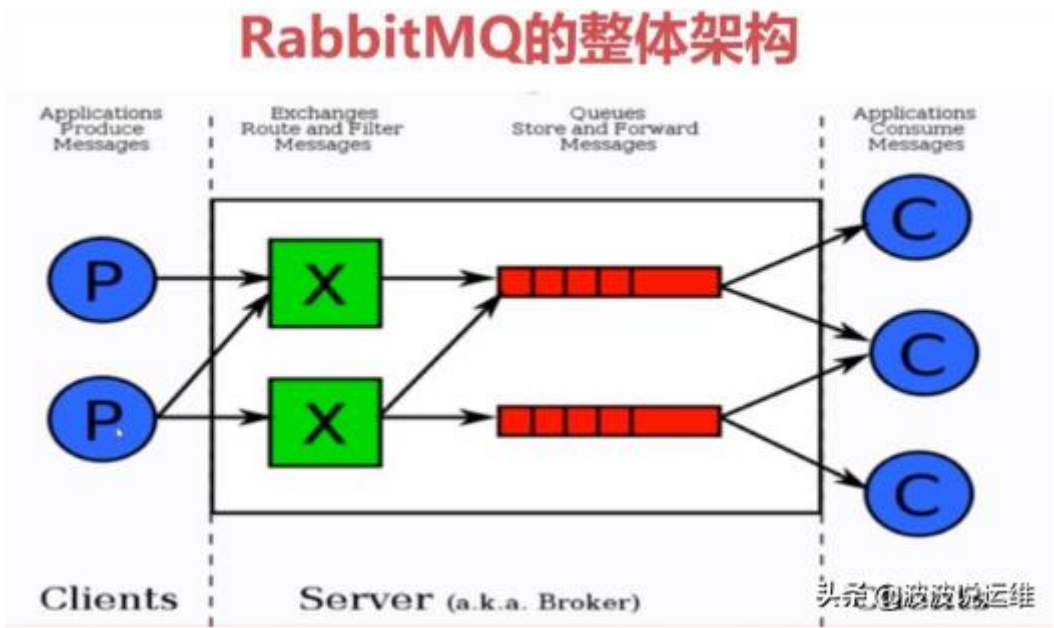 RabbitMQ的整体架构
Applications
Produce
Messages
Exchanges
Route and Filter
Messages
Queues
Store and Forward
Messages
Applications
Consume
Messages
P
X
C
P
X
C
C
Clients
Server (a.k.a. Broker)
头条@波波说运维